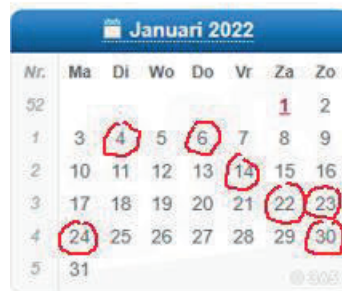 Januari 2022
Nr. Ma Di Wo Do Vr Za Zo
52 1 2
1 3 4 5 6 7 8 9
2 10 11 12 13 14 15 16
3 17 18 19 20 21 22 23
4 24 25 26 27 28 29 30
5 31
© 365